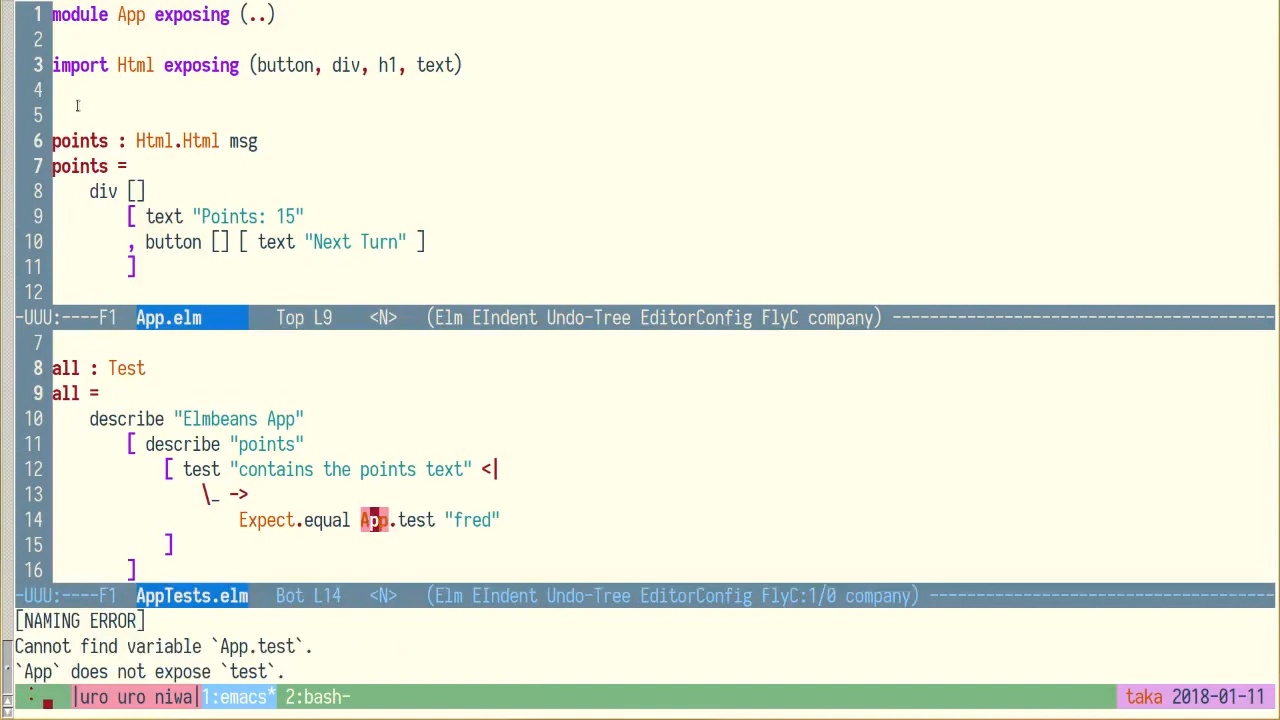 1 module App exposing (..)
2
3 import Html exposing (button, div, h1, text)
4
5
6 points : Html.Html msg
7 points =
8     div []
9         [ text "Points: 15"
10         , button [] [ text "Next Turn" ]
11         ]
12
-UUU:----F1  App.elm        Top L9    <N>   (Elm EIndent Undo-Tree EditorConfig FlyC company) -----------------------------------------
7
8 all : Test
9 all =
10     describe "Elmbeans App"
11         [ describe "points"
12             [ test "contains the points text" <|
13                 \_ ->
14                     Expect.equal App.test "fred"
15             ]
16         ]
-UUU:----F1  AppTests.elm   Bot L14   <N>   (Elm EIndent Undo-Tree EditorConfig FlyC:1/0 company) -------------------------------------
[NAMING ERROR]
Cannot find variable `App.test`.
`App` does not expose `test`.
|uro uro niwa|1:emacs* 2:bash- taka 2018-01-11